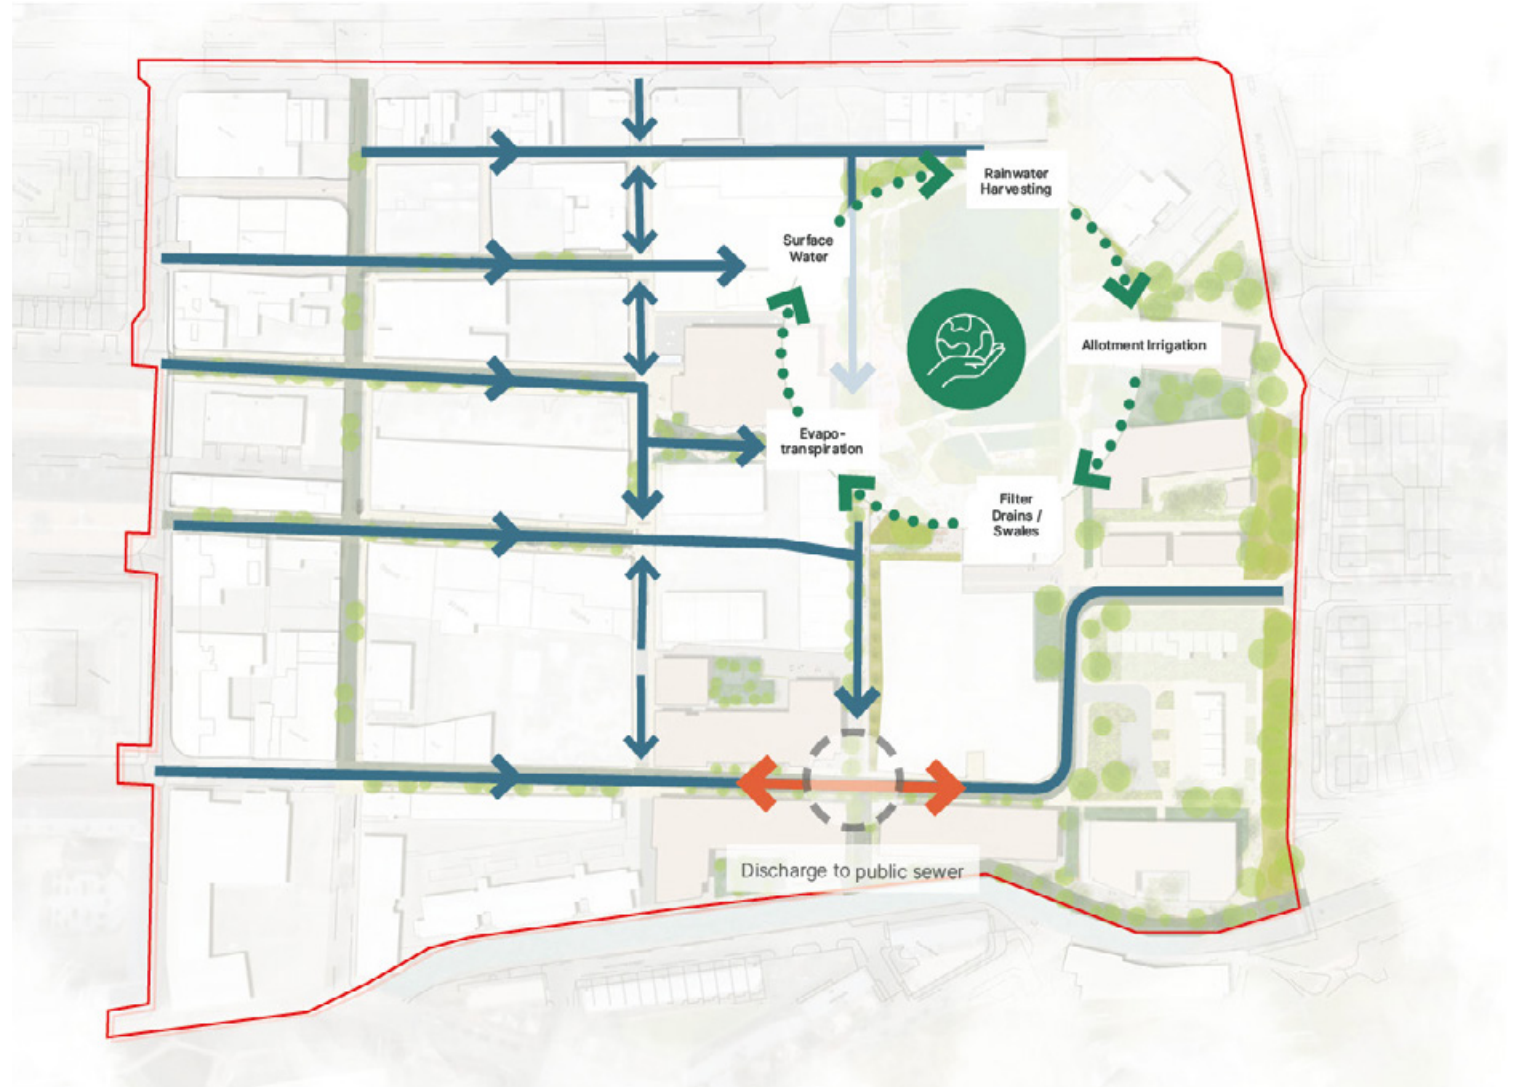 Rainwater
Harvesting
Surface
Water
Allotment Irrigation
Evapo-
transpiration
Filter
Drains /
Swales
Discharge to public sewer